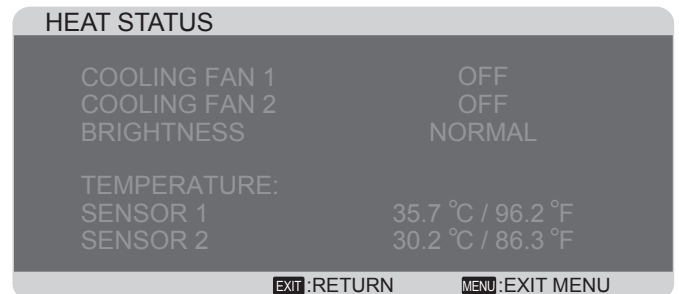 HEAT STATUS
COOLING FAN 1 OFF
COOLING FAN 2 OFF
BRIGHTNESS NORMAL
TEMPERATURE:
SENSOR 1 35.7 °C / 96.2 °F
SENSOR 2 30.2 °C / 86.3 °F
EXIT:RETURN MENU:EXIT MENU